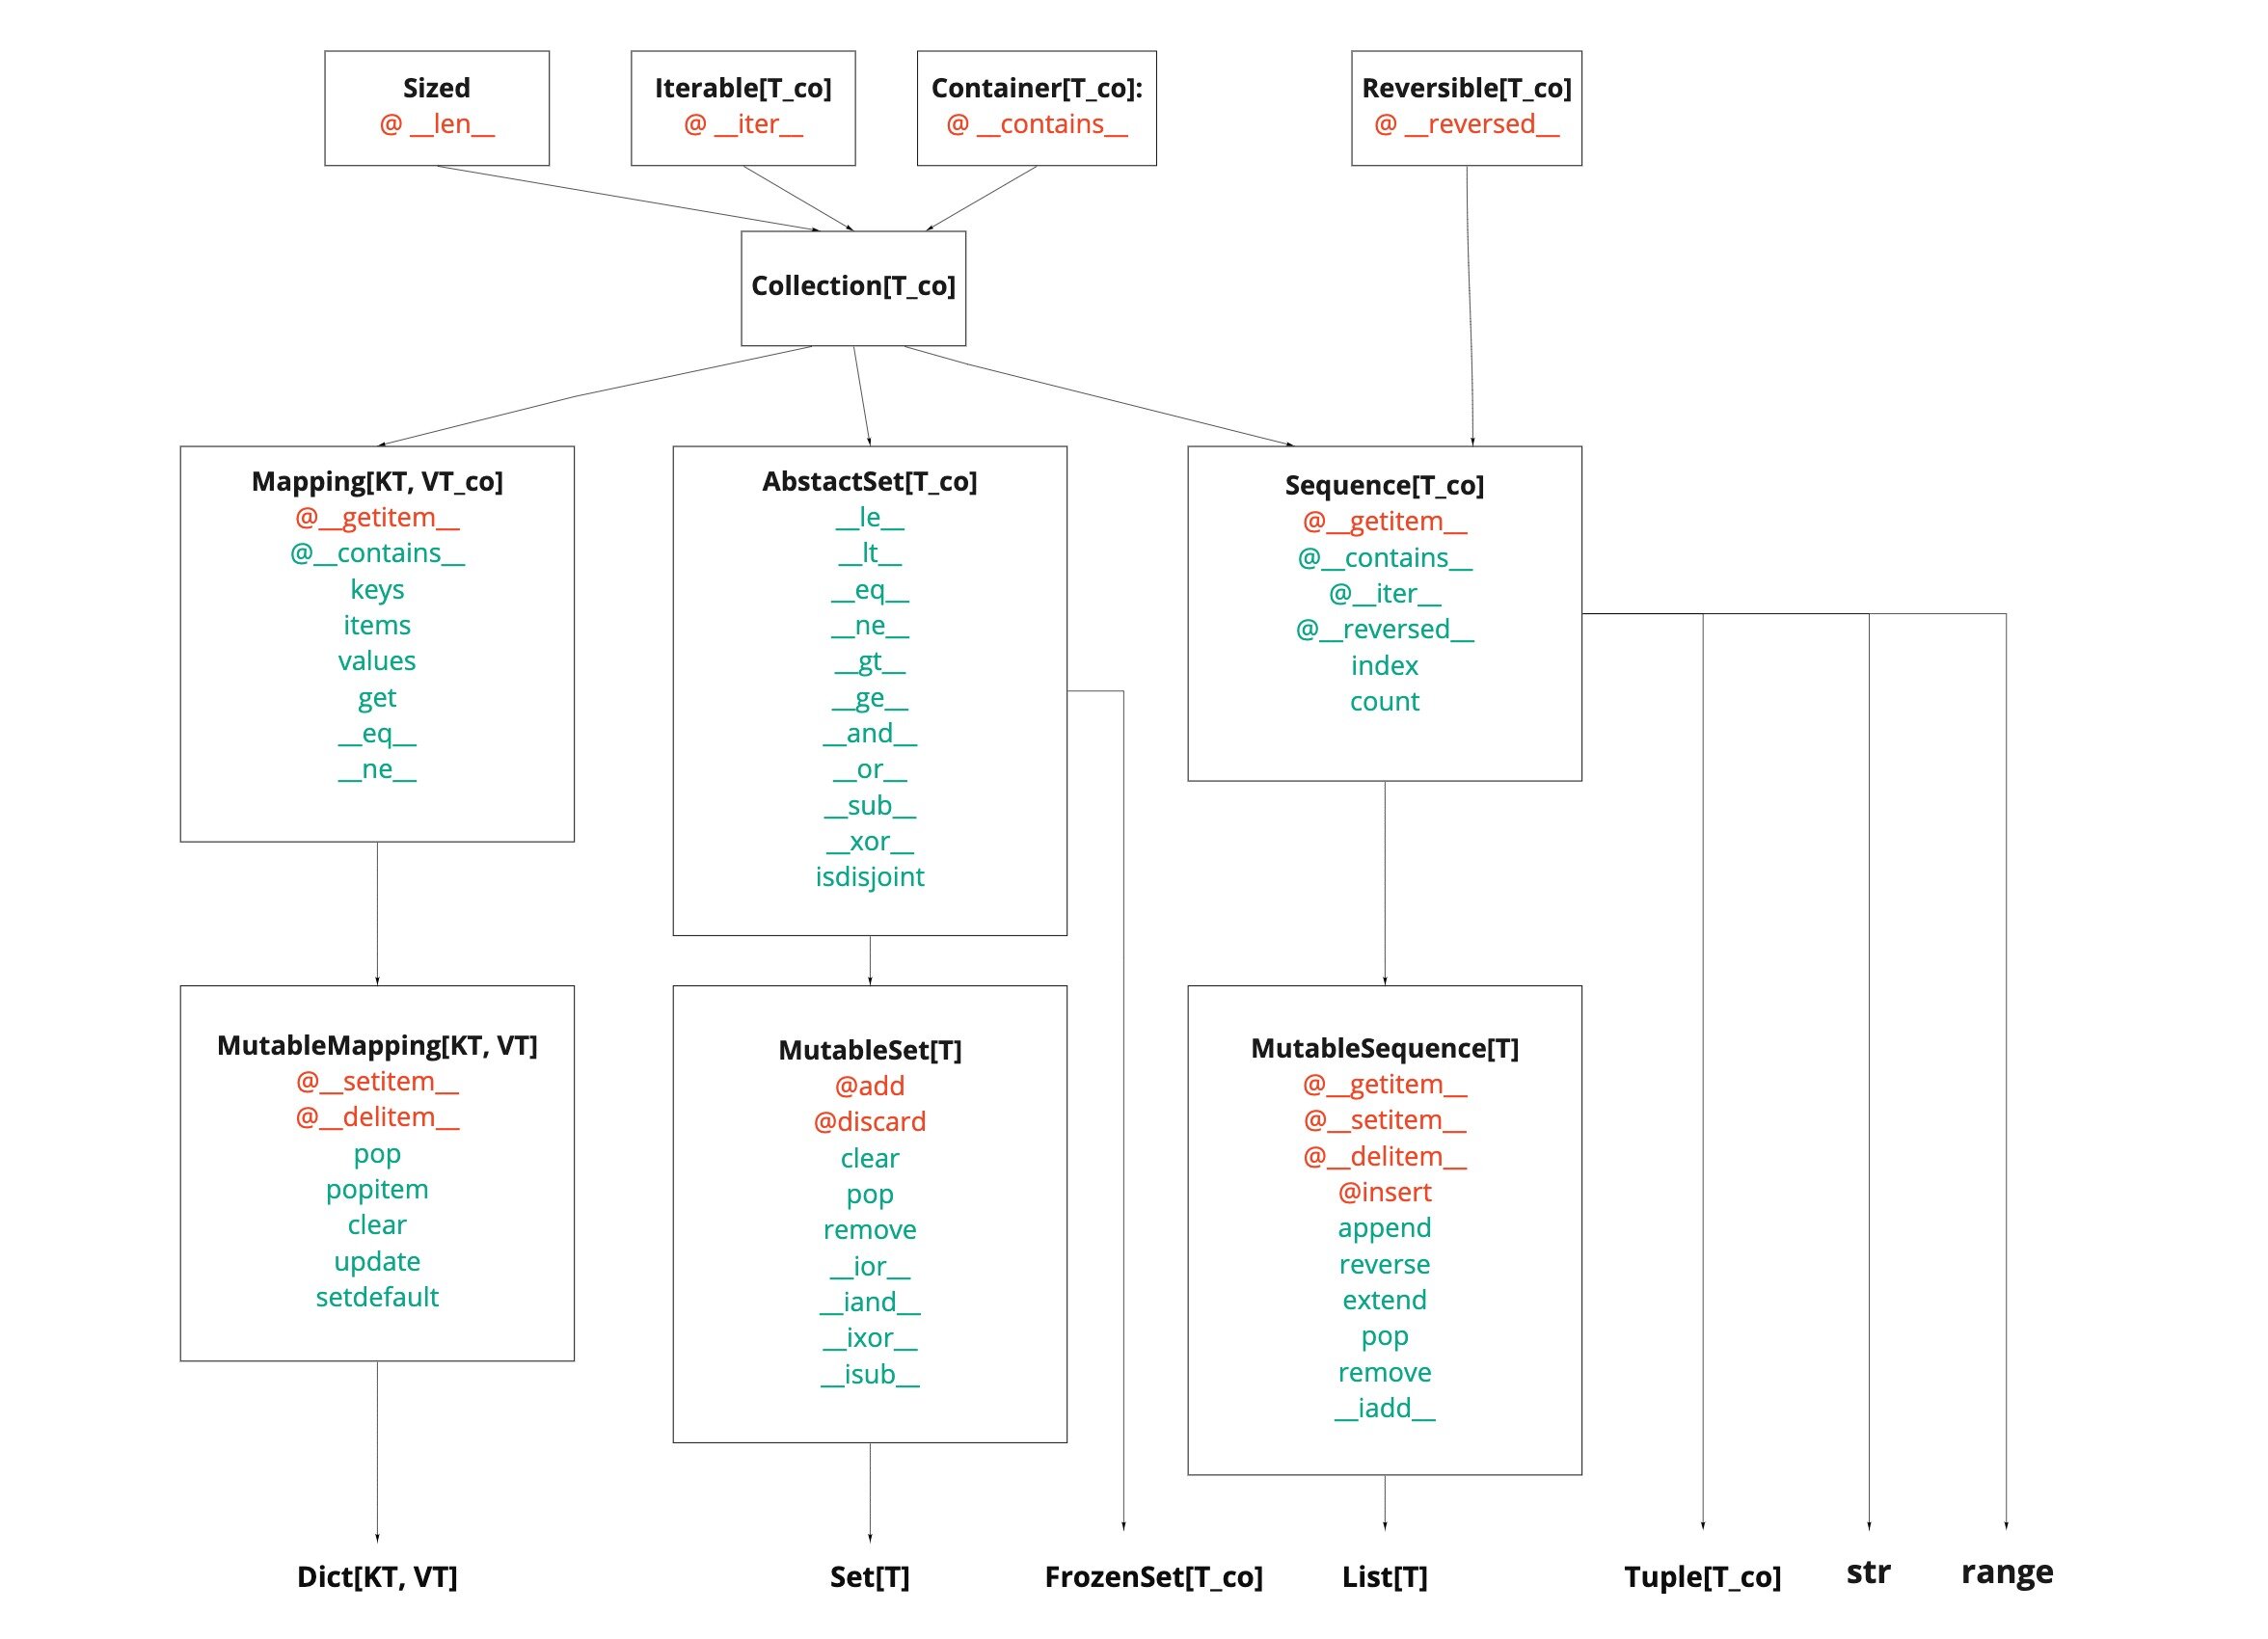 Sized
@ __len__
Iterable[T_co]
@ __iter__
Container[T_co]:
@ __contains__
Reversible[T_co]
@ __reversed__
Collection[T_co]
Mapping[KT, VT_co]
@__getitem__
@__contains__
keys
items
values
get
__eq__
__ne__
AbstactSet[T_co]
__le__
__lt__
__eq__
__ne__
__gt__
__ge__
__and__
__or__
__sub__
__xor__
isdisjoint
Sequence[T_co]
@__getitem__
@__contains__
@__iter__
@__reversed__
index
count
MutableMapping[KT, VT]
@__setitem__
@__delitem__
pop
popitem
clear
update
setdefault
MutableSet[T]
@add
@discard
clear
pop
remove
__ior__
__iand__
__ixor__
__isub__
MutableSequence[T]
@__getitem__
@__setitem__
@__delitem__
@insert
append
reverse
extend
pop
remove
__iadd__
Dict[KT, VT]
Set[T]
FrozenSet[T_co]
List[T]
Tuple[T_co]
str
range